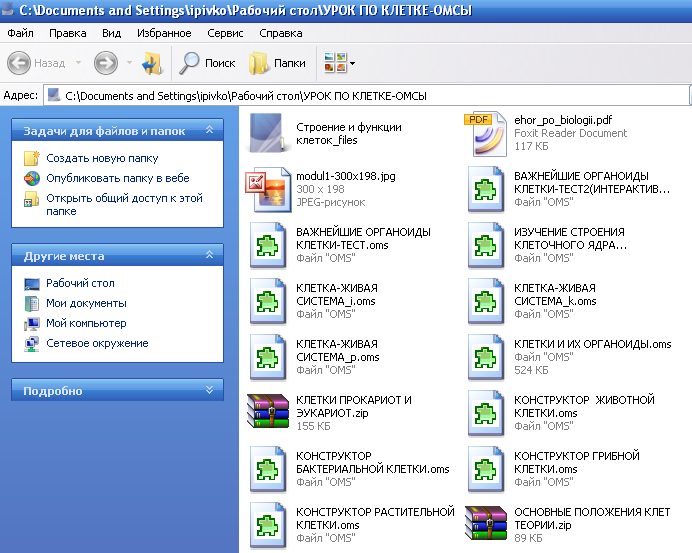 C:\Documents and Settings\ipivko\Рабочий стол\УРОК ПО КЛЕТКЕ-ОМСЫ
Файл Правка Вид Избранное Сервис Справка
Назад Поиск Папки
Адрес: C:\Documents and Settings\ipivko\Рабочий стол\УРОК ПО КЛЕТКЕ-ОМСЫ
Задачи для файлов и папок
Создать новую папку
Опубликовать папку в вебе
Открыть общий доступ к этой
папке
Другие места
Рабочий стол
Мои документы
Мой компьютер
Сетевое окружение
Подробно
Строение и функции
клеток_files
PDF
ehor_po_biologii.pdf
Foxit Reader Document
117 КБ
modul1-300x198.jpg
300 x 198
JPEG-рисунок
ВАЖНЕЙШИЕ ОРГАНОИДЫ
КЛЕТКИ-ТЕСТ2(ИНТЕРАКТИВ...
Файл "OMS"
ВАЖНЕЙШИЕ ОРГАНОИДЫ
КЛЕТКИ-ТЕСТ.oms
Файл "OMS"
ИЗУЧЕНИЕ СТРОЕНИЯ
КЛЕТОЧНОГО ЯДРА...
Файл "OMS"
КЛЕТКА-ЖИВАЯ
СИСТЕМА_i.oms
Файл "OMS"
КЛЕТКА-ЖИВАЯ
СИСТЕМА_k.oms
Файл "OMS"
КЛЕТКА-ЖИВАЯ
СИСТЕМА_p.oms
Файл "OMS"
КЛЕТКИ И ИХ ОРГАНОИДЫ.oms
Файл "OMS"
524 КБ
КЛЕТКИ ПРОКАРИОТ И
ЭУКАРИОТ.zip
155 КБ
КОНСТРУКТОР  ЖИВОТНОЙ
КЛЕТКИ.oms
Файл "OMS"
КОНСТРУКТОР
БАКТЕРИАЛЬНОЙ КЛЕТКИ.oms
Файл "OMS"
КОНСТРУКТОР ГРИБНОЙ
КЛЕТКИ.oms
Файл "OMS"
КОНСТРУКТОР РАСТИТЕЛЬНОЙ
КЛЕТКИ.oms
Файл "OMS"
ОСНОВНЫЕ ПОЛОЖЕНИЯ КЛЕТ
ТЕОРИИ.zip
89 КБ